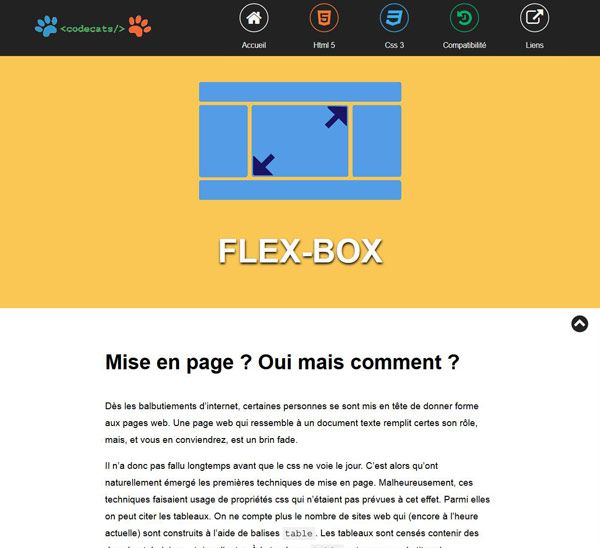 <codecats/>
Accueil
Html 5
Css 3
Compatibilité
Liens
FLEX-BOX
Mise en page ? Oui mais comment ?
Dès les balbutiements d’internet, certaines personnes se sont mis en tête de donner forme
aux pages web. Une page web qui ressemble à un document texte remplit certes son rôle,
mais, et vous en conviendrez, est un brin fade.
Il n’a donc pas fallu longtemps avant que le css ne voie le jour. C’est alors qu’ont
naturellement émergé les premières techniques de mise en page. Malheureusement, ces
techniques faisaient usage de propriétés css qui n’étaient pas prévues à cet effet. Parmi elles
on peut citer les tableaux. On ne compte plus le nombre de sites web qui (encore à l’heure
actuelle) sont construits à l’aide de balises table. Les tableaux sont censés contenir des